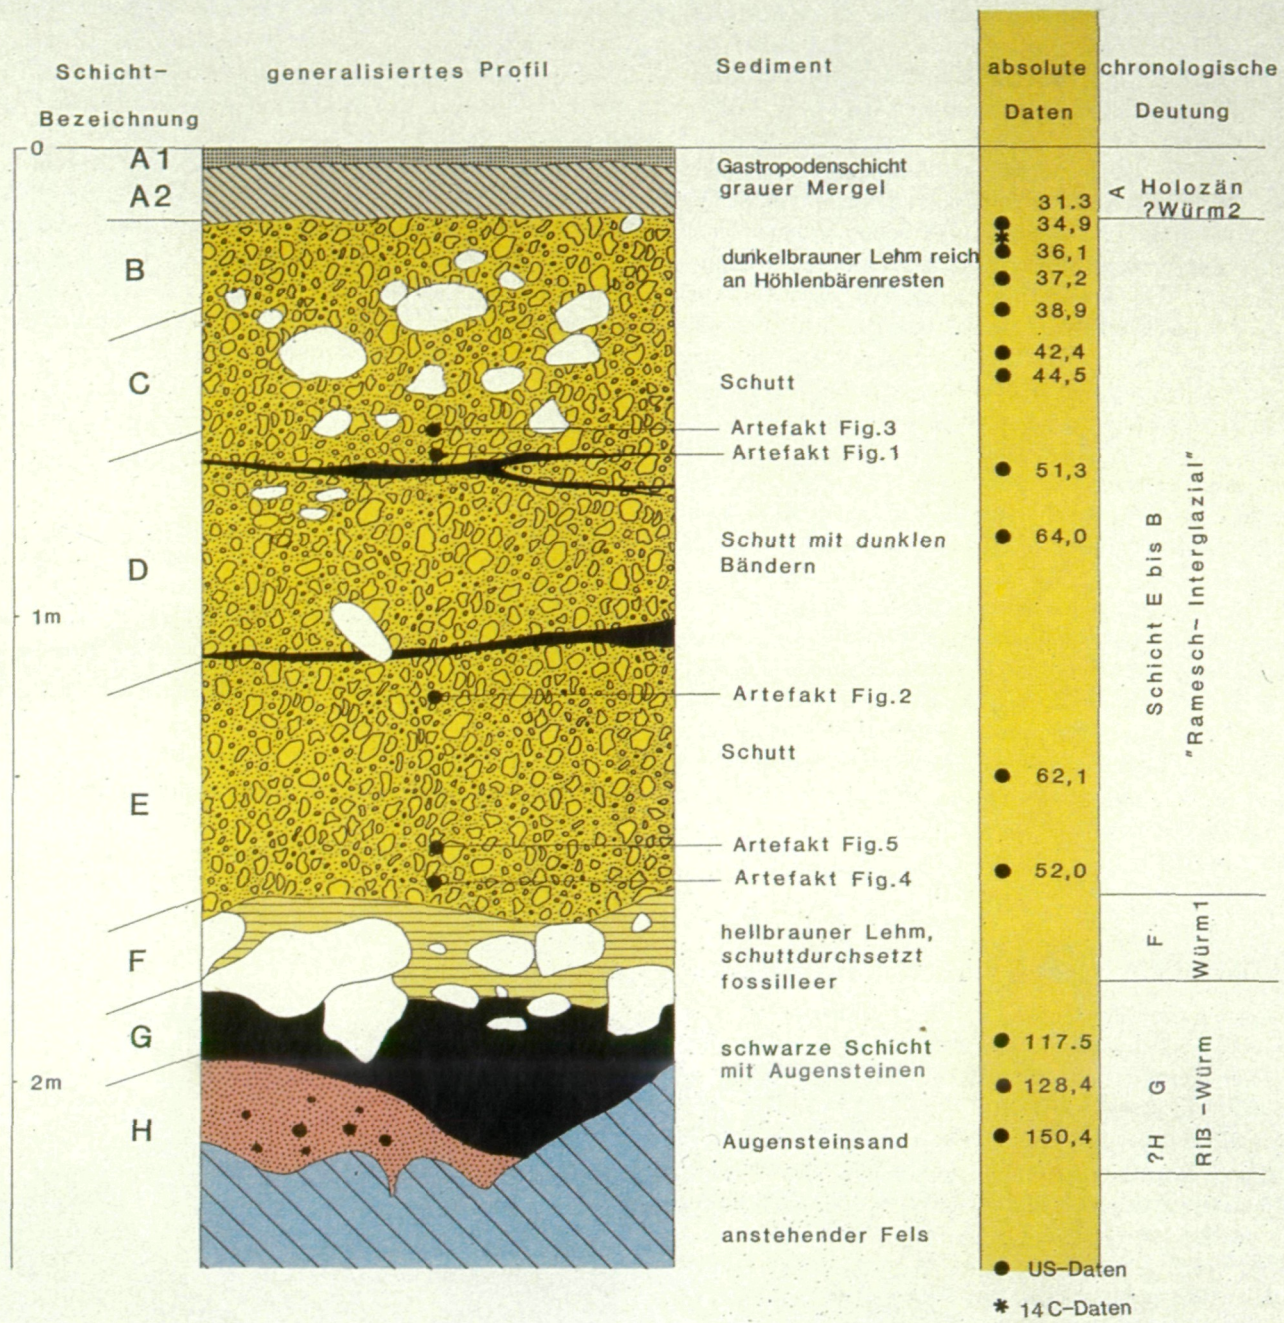 Schicht-
Bezeichnung
generalisiertes Profil
Sediment
absolute
Daten
chronologische
Deutung
0
A1
A2
B
C
D
1m
E
F
G
2m
H
Gastropodenschicht
grauer Mergel
dunkelbrauner Lehm reich
an Höhlenbärenresten
Schutt
Artefakt Fig.3
Artefakt Fig.1
Schutt mit dunklen
Bändern
Artefakt Fig.2
Schutt
Artefakt Fig.5
Artefakt Fig.4
hellbrauner Lehm,
schuttdurchsetzt
fossilleer
schwarze Schicht
mit Augensteinen
Augensteinsand
anstehender Fels
31.3
34,9
36,1
37,2
38,9
42,4
44,5
51,3
64,0
62,1
52,0
117.5
128,4
150,4
● US-Daten
* 14C-Daten
A
Holozän
?Würm2
Schicht E bis B
"Ramesch- Interglazial"
F
Würm1
?H G
RiB-Würm